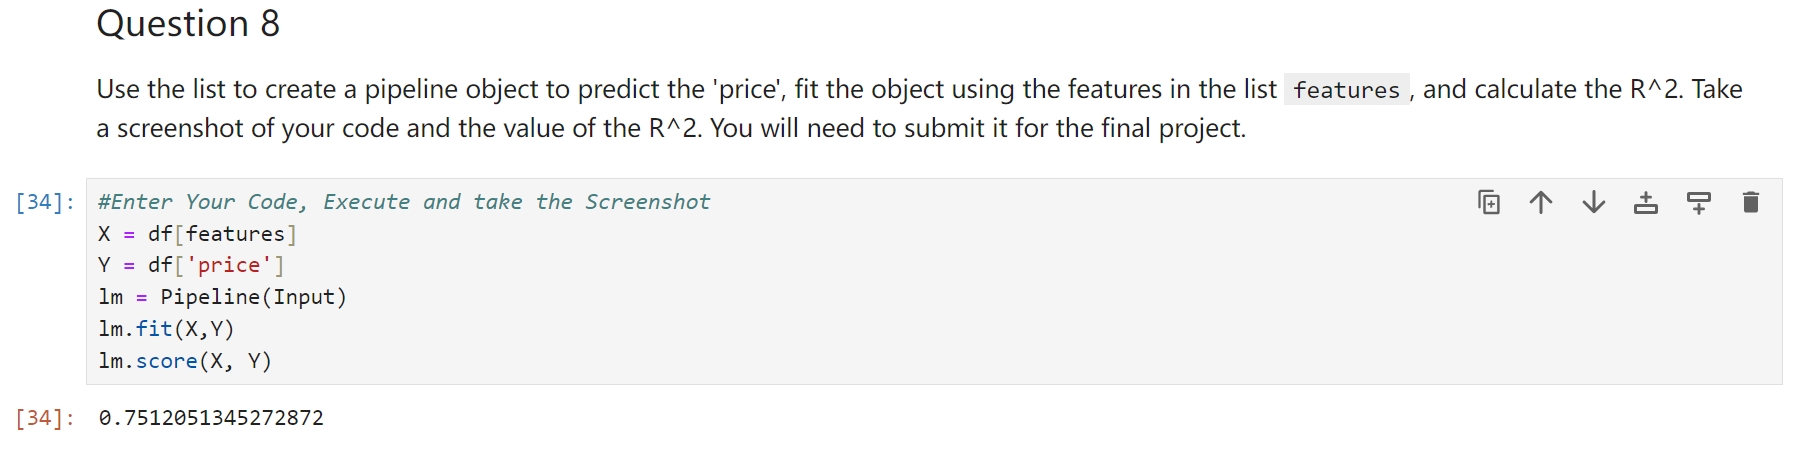 Question 8
Use the list to create a pipeline object to predict the 'price', fit the object using the features in the list features , and calculate the R^2. Take
a screenshot of your code and the value of the R^2. You will need to submit it for the final project.
[34]: #Enter Your Code, Execute and take the Screenshot
X = df[features]
Y = df['price']
lm = Pipeline(Input)
lm.fit(X,Y)
lm.score(X, Y)
[34]: 0.7512051345272872